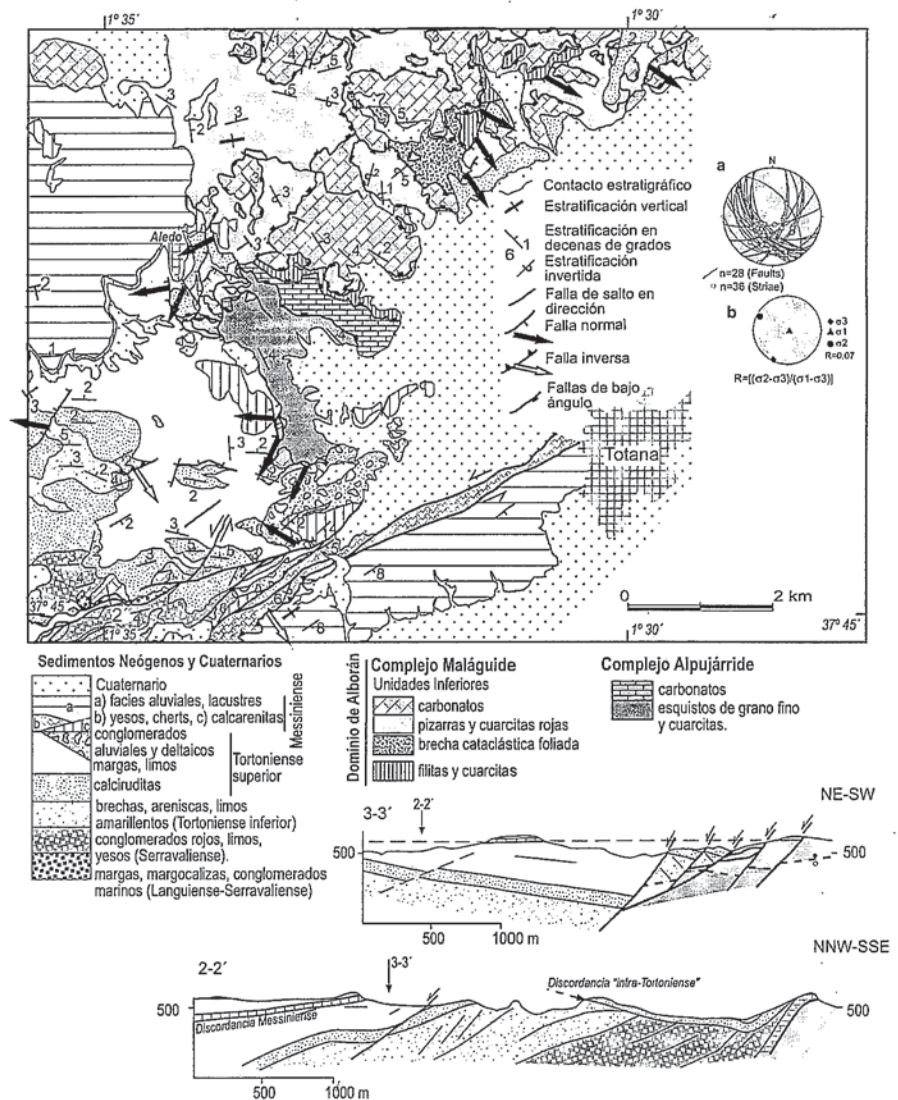 1° 35´
1° 30´
a
N
n=28 (Faults)
n=36 (Striae)
b
σ3
σ1
σ2
R=0.07
R=[(σ2-σ3)/(σ1-σ3)]
Contacto estratigráfico
Estratificación vertical
Estratificación en
decenas de grados
Estratificación
invertida
Falla de salto en
dirección
Falla normal
Falla inversa
Fallas de bajo
ángulo
Aledo
Totana
0 2 km
37° 45´
1° 35´
1° 30´
37° 45´
Sedimentos Neógenos y Cuaternarios
Cuaternario
a) facies aluviales, lacustres
b) yesos, cherts, c) calcarenitas
conglomerados
aluviales y deltaicos
margas, limos
calciruditas
brechas, areniscas, limos
amarillentos (Tortoniense inferior)
conglomerados rojos, limos,
yesos (Serravaliense).
margas, margocalizas, conglomerados
marinos (Languiense-Serravaliense)
Messiniense
Tortoniense
superior
Dominio de Alborán
Complejo Maláguide
Unidades Inferiores
carbonatos
pizarras y cuarcitas rojas
brecha cataclástica foliada
filitas y cuarcitas
Complejo Alpujárride
carbonatos
esquistos de grano fino
y cuarcitas.
NE-SW
3-3´
2-2´
500
500
500 1000 m
NNW-SSE
2-2´
3-3´
Discordancia "intra-Tortoniense"
500
500
Discordancia Messiniense
500 1000 m